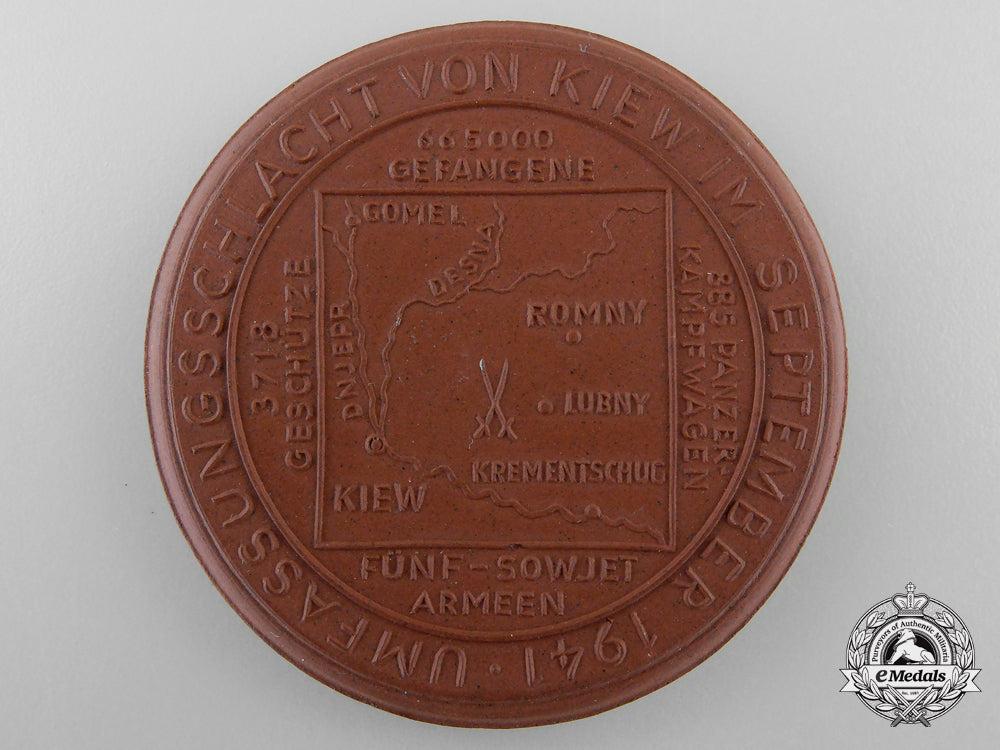 UMFASSUNGSSCHLACHT VON KIEW IM SEPTEMBER 1941 ·
665000
GEFANGENE
3718
GESCHÜTZE
885 PANZER-
KAMPFWAGEN
GOMEL
DESNA
DNJEPR
ROMNY
LUBNY
KREMENTSCHUG
KIEW
FÜNF-SOWJET
ARMEEN
Purveyors of Authentic Militaria
eMedals